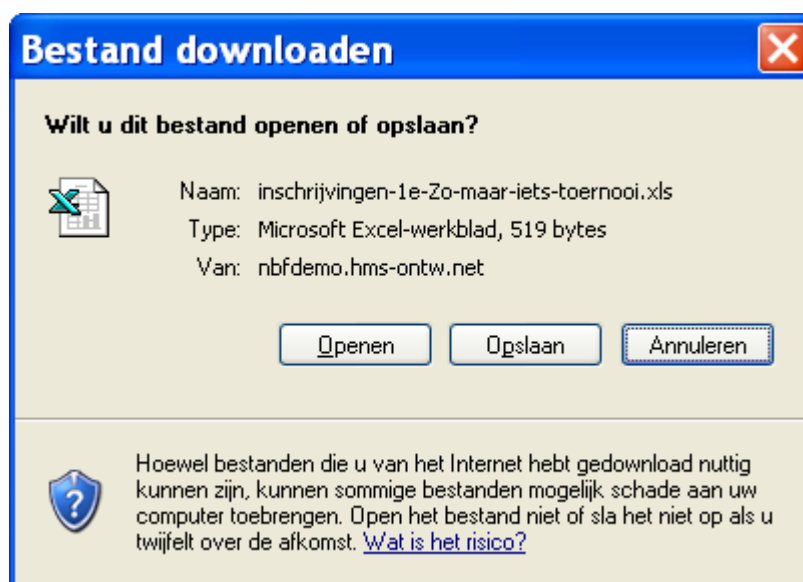 Bestand downloaden
Wilt u dit bestand openen of opslaan?
Naam: inschrijvingen-1e-Zo-maar-iets-toernooi.xls
Type: Microsoft Excel-werkblad, 519 bytes
Van: nbfdemo.hms-ontw.net
Openen Opslaan Annuleren
Hoewel bestanden die u van het Internet hebt gedownload nuttig
kunnen zijn, kunnen sommige bestanden mogelijk schade aan uw
computer toebrengen. Open het bestand niet of sla het niet op als u
twijfelt over de afkomst. Wat is het risico?